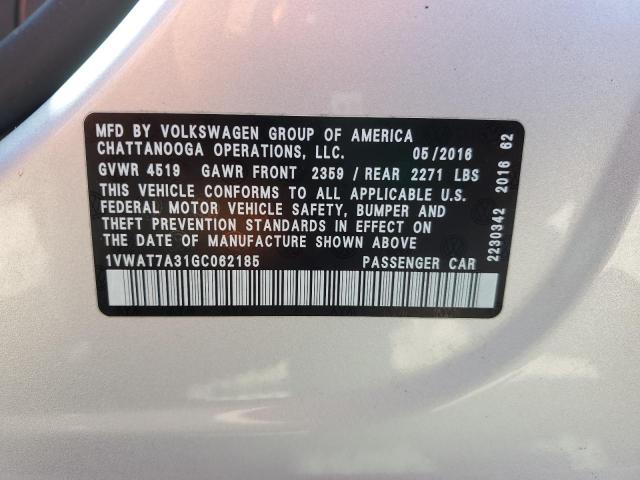 MFD BY VOLKSWAGEN GROUP OF AMERICA
CHATTANOOGA OPERATIONS, LLC. 05/2016
GVWR 4519 GAWR FRONT 2359 / REAR 2271 LBS
THIS VEHICLE CONFORMS TO ALL APPLICABLE U.S.
FEDERAL MOTOR VEHICLE SAFETY, BUMPER AND
THEFT PREVENTION STANDARDS IN EFFECT ON
THE DATE OF MANUFACTURE SHOWN ABOVE
1VWAT7A31GC062185 PASSENGER CAR
2230342 2016 62